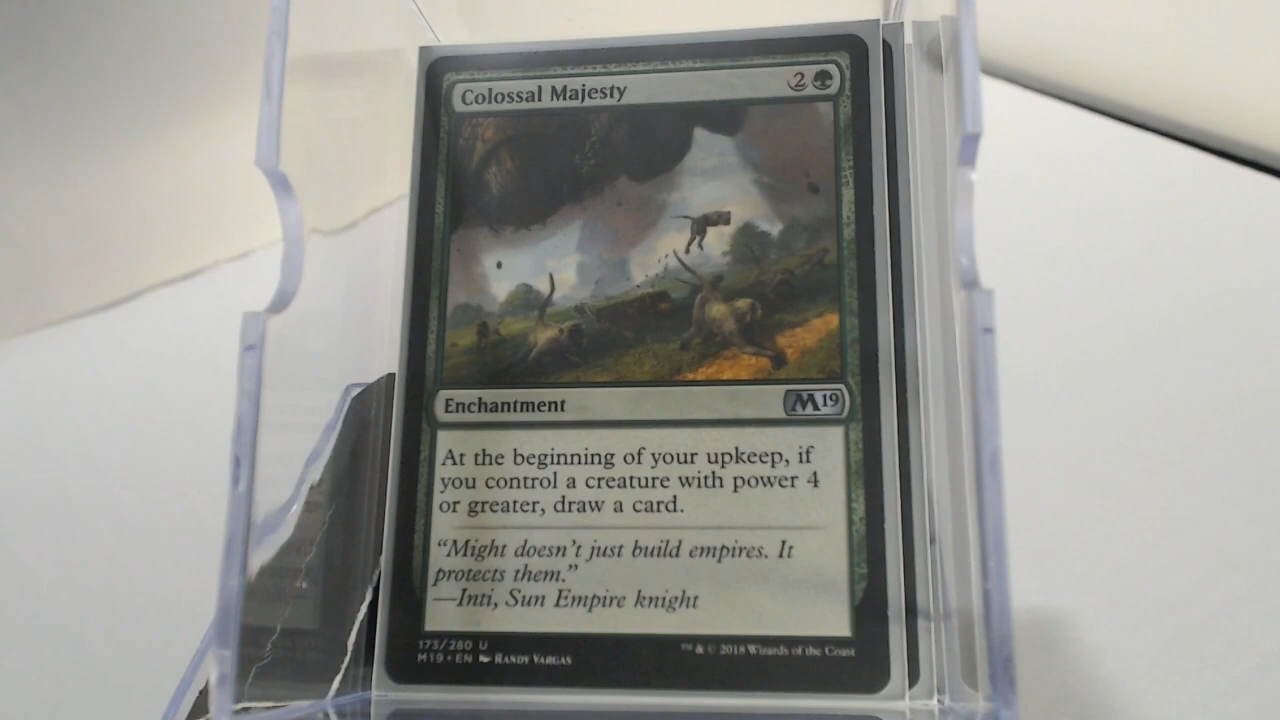 Colossal Majesty
2
Enchantment
M19
At the beginning of your upkeep, if
you control a creature with power 4
or greater, draw a card.
“Might doesn’t just build empires. It
protects them.”
—Inti, Sun Empire knight
173/280 U
M19 • EN Randy Vargas
™ & © 2018 Wizards of the Coast